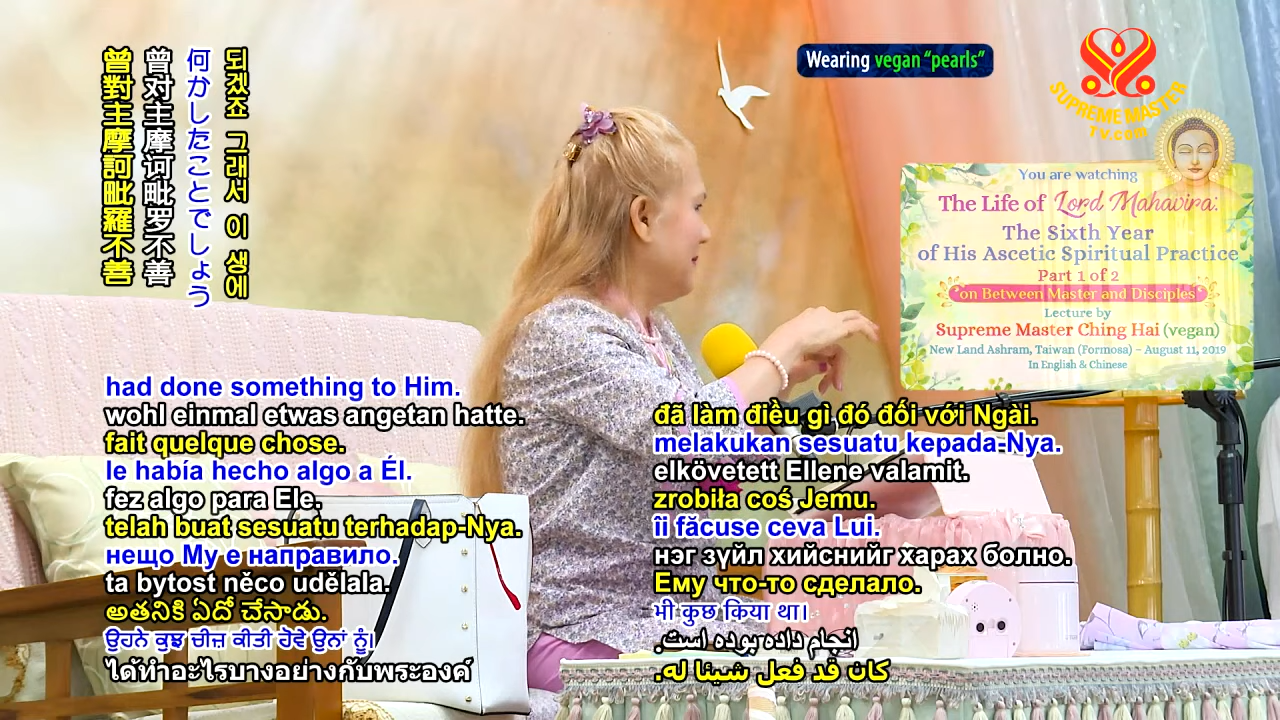 Wearing vegan “pearls”
SUPREME MASTER
TV.com
You are watching
The Life of Lord Mahavira:
The Sixth Year
of His Ascetic Spiritual Practice
Part 1 of 2
on Between Master and Disciples
Lecture by
Supreme Master Ching Hai (vegan)
New Land Ashram, Taiwan (Formosa) – August 11, 2019
In English & Chinese
되겠죠 그래서 이 생에
何かしたことでしょう
曾对主摩诃毗罗不善
曾對主摩訶毗羅不善
had done something to Him.
wohl einmal etwas angetan hatte.
fait quelque chose.
le había hecho algo a Él.
fez algo para Ele.
telah buat sesuatu terhadap-Nya.
нещо Му е направило.
ta bytost něco udělala.
అతనికి ఏదో చేసాడు.
ਉਹਨੇ ਕੁਝ ਚੀਜ਼ ਕੀਤੀ ਹੋਵੇ ਉਨਾਂ ਨੂੰ।
ได้ทำอะไรบางอย่างกับพระองค์
đã làm điều gì đó đối với Ngài.
melakukan sesuatu kepada-Nya.
elkövetett Ellene valamit.
zrobiła coś Jemu.
îi făcuse ceva Lui.
нэг зүйл хийснийг харах болно.
Ему что-то сделало.
भी कुछ किया था।
انجام داده بوده است.
كان قد فعل شيئا له.